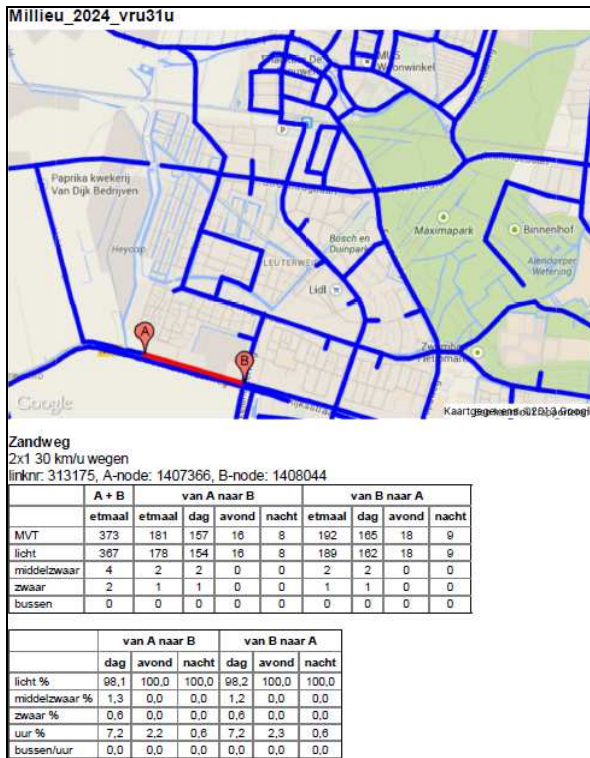 Millieu_2024_vru31u
MUS
Woonwinkel
P
Paprika kwekerij
Van Dijk Bedrijven
Heycop
Maximapark
Binnenhof
Alendorper
Wetering
Bosch en
Duinpark
Lidl
A
B
Google
Zandweg
2x1 30 km/u wegen
linknr: 313175, A-node: 1407366, B-node: 1408044
A + B van A naar B van B naar A
etmaal etmaal dag avond nacht etmaal dag avond nacht
MVT 373 181 157 16 8 192 165 18 9
licht 367 178 154 16 8 189 162 18 9
middelzwaar 4 2 2 0 0 2 2 0 0
zwaar 2 1 1 0 0 1 1 0 0
bussen 0 0 0 0 0 0 0 0 0
van A naar B van B naar A
dag avond nacht dag avond nacht
licht % 98,1 100,0 100,0 98,2 100,0 100,0
middelzwaar % 1,3 0,0 0,0 1,2 0,0 0,0
zwaar % 0,6 0,0 0,0 0,6 0,0 0,0
uur % 7,2 2,2 0,6 7,2 2,3 0,6
bussen/uur 0,0 0,0 0,0 0,0 0,0 0,0